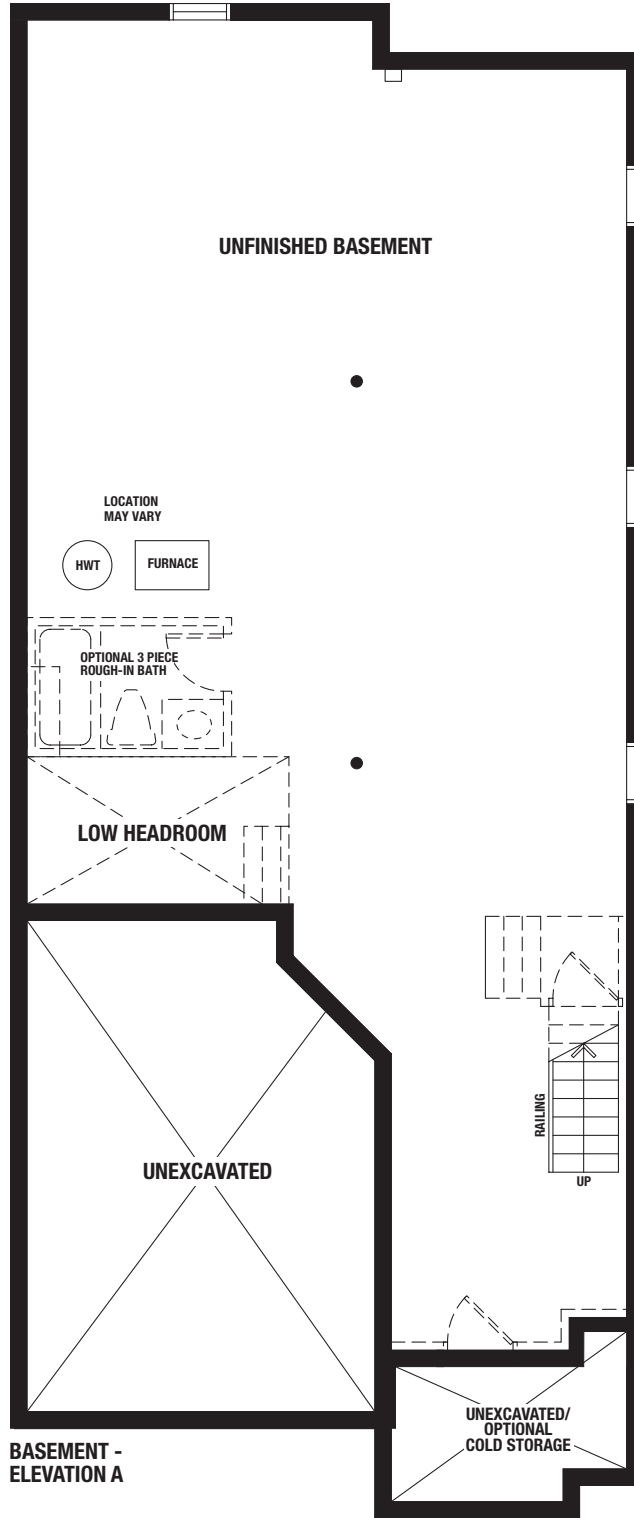 UNFINISHED BASEMENT
LOCATION
MAY VARY
HWT
FURNACE
OPTIONAL 3 PIECE
ROUGH-IN BATH
LOW HEADROOM
RAILING
UP
UNEXCAVATED
UNEXCAVATED/
OPTIONAL
COLD STORAGE
BASEMENT -
ELEVATION A